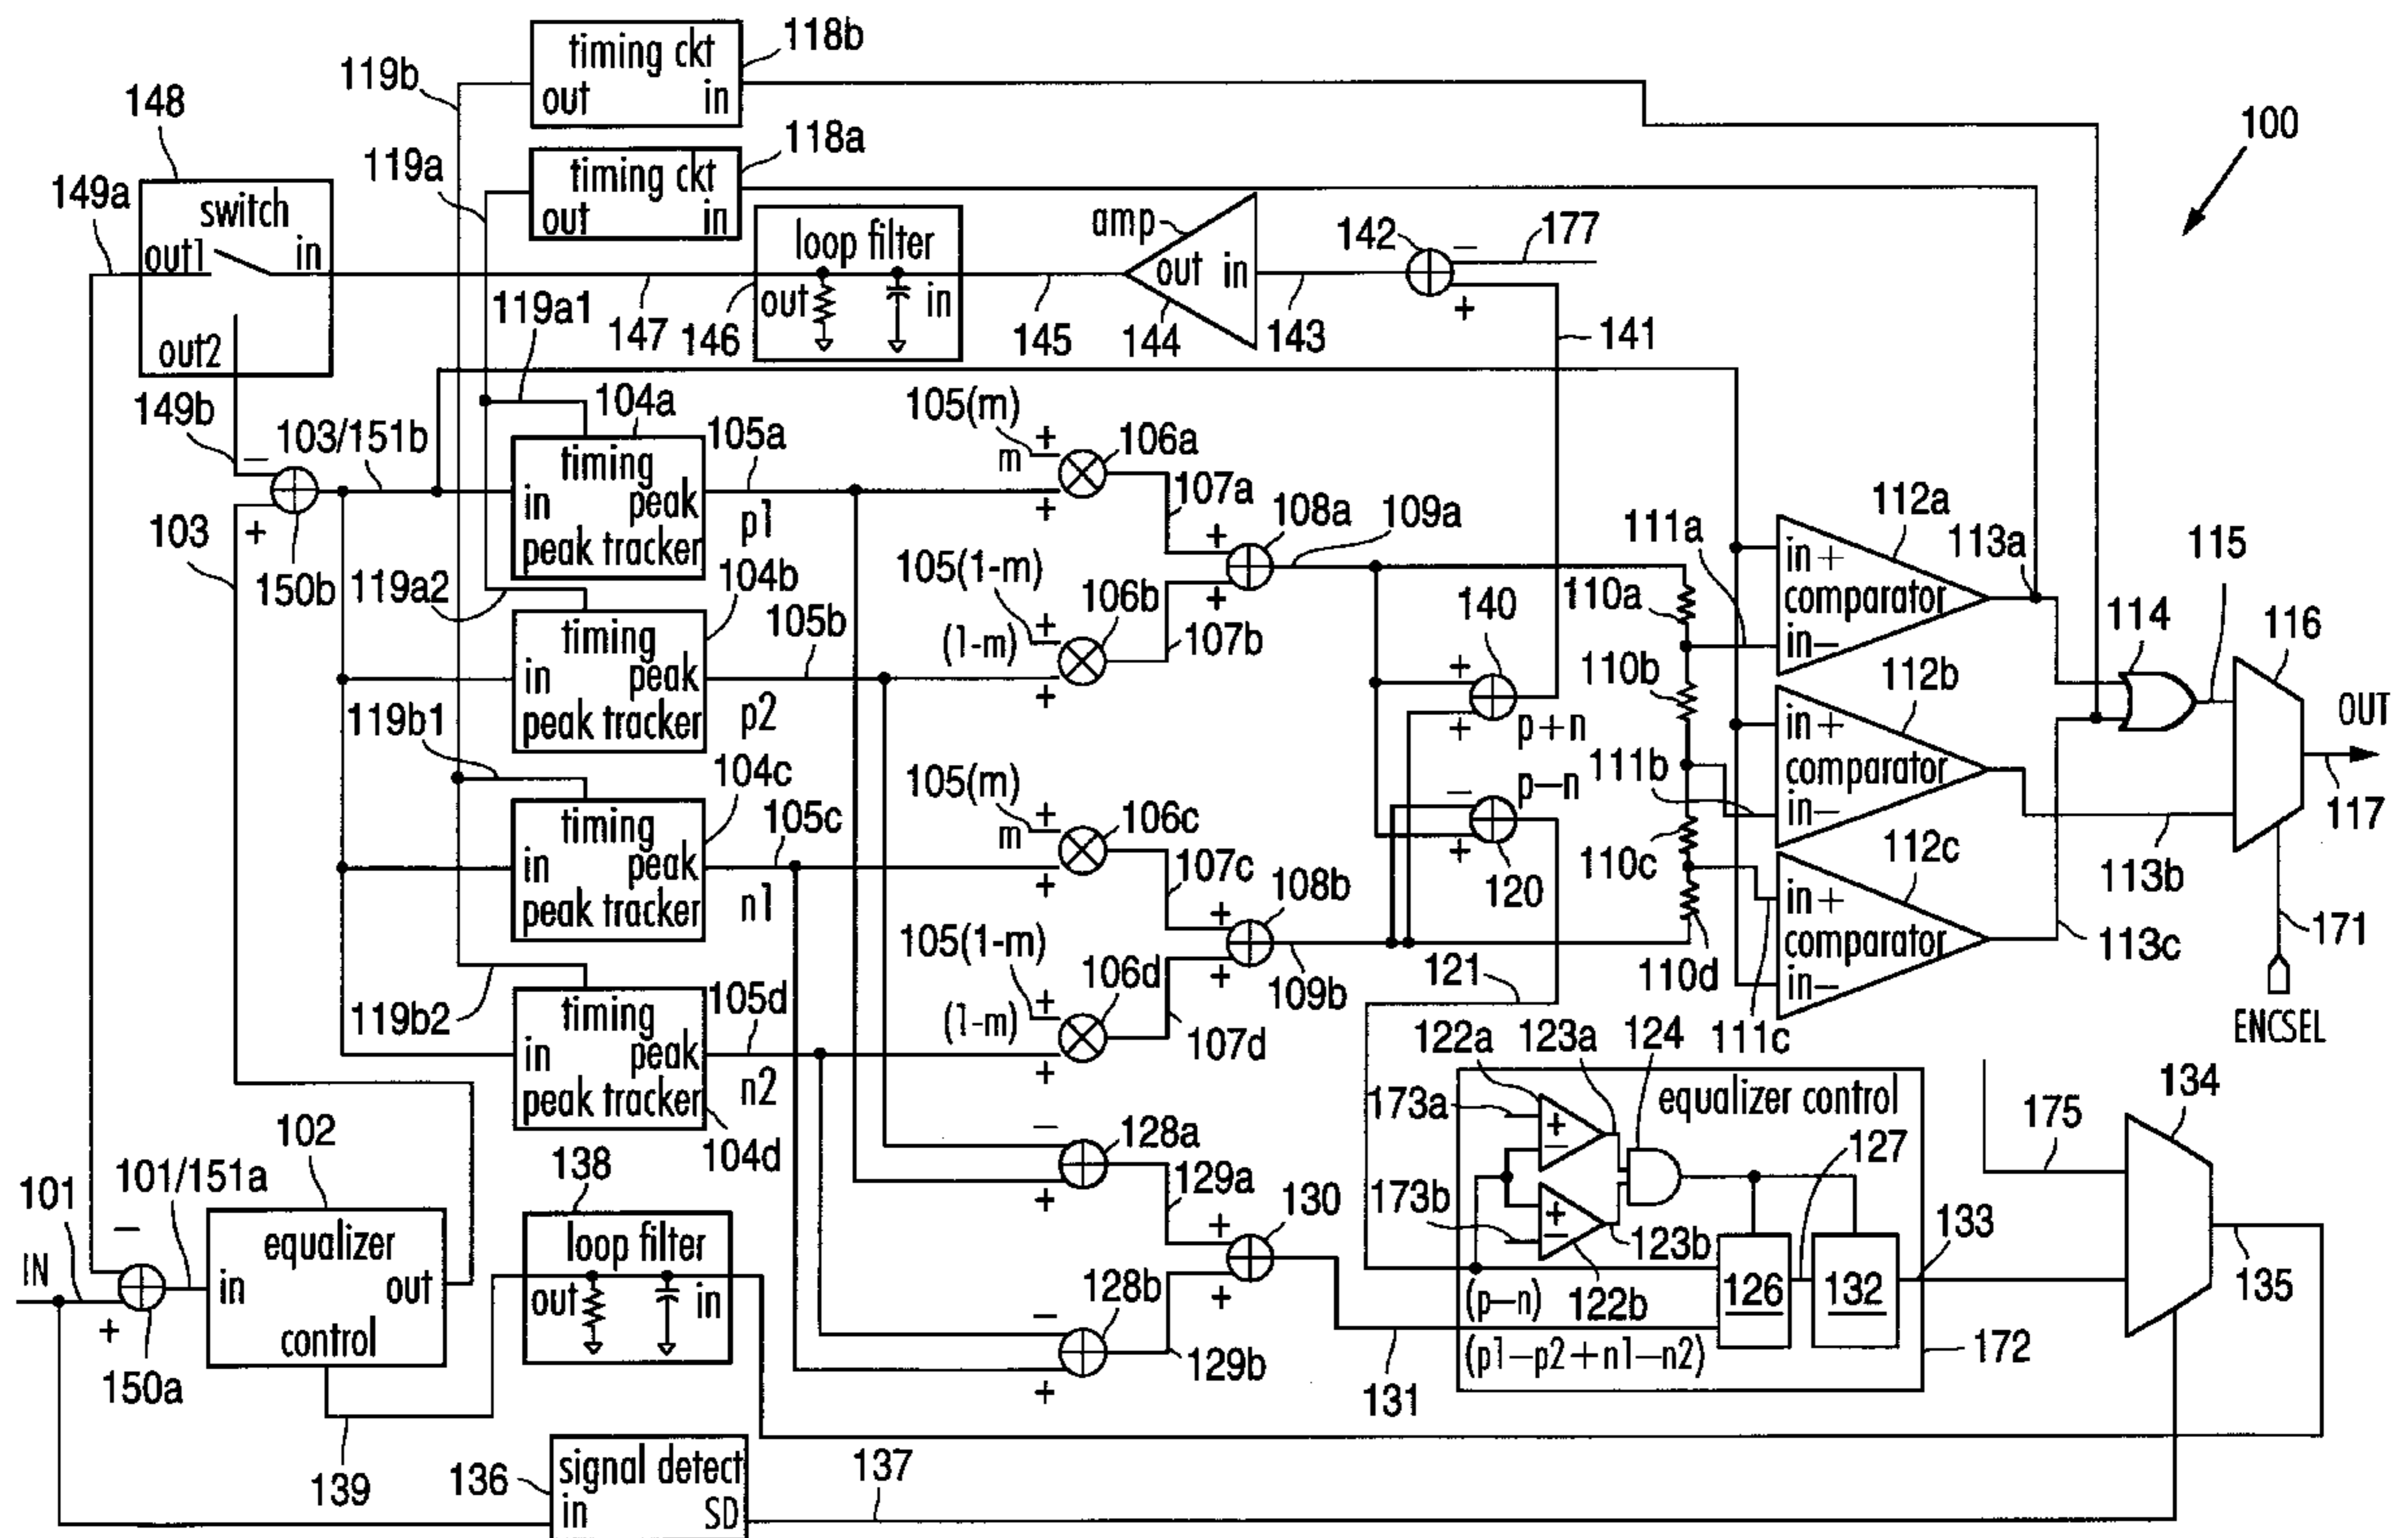 timing ckt
out in
118b
119b
148
100
timing ckt
out in
118a
119a
149a
switch
out1 in
out2
loop filter
out in
amp
out in
142
−
177
+
119a1
147
146
145
144
143
141
149b
103/151b
−
+
103
150b
104a
timing
in peak
peak tracker
105a
p1
119a2
104b
timing
in peak
peak tracker
105b
p2
119b1
104c
timing
in peak
peak tracker
105c
n1
119b2
timing
in peak
peak tracker
105d
n2
104d
105(m)
+
m
+
106a
107a
105(1-m)
+
(1-m)
+
106b
107b
+
+
108a
109a
105(m)
+
m
+
106c
107c
105(1-m)
+
(1-m)
+
106d
107d
+
+
108b
109b
140
+
+
p+n
−
p−n
+
120
121
110a
110b
110c
110d
111a
111b
111c
112a
in +
comparator
in−
113a
112b
in +
comparator
in−
113b
112c
in +
comparator
in−
113c
114
115
116
OUT
117
171
ENCSEL
101
IN
101/151a
−
+
150a
102
equalizer
in out
control
139
138
loop filter
out in
136
signal detect
in SD
137
−
+
128a
129a
−
+
128b
129b
+
+
130
131
122a
123a
124
173a
+
−
173b
+
−
123b
122b
equalizer control
127
126
132
(p−n)
(p1−p2+n1−n2)
172
133
175
134
135